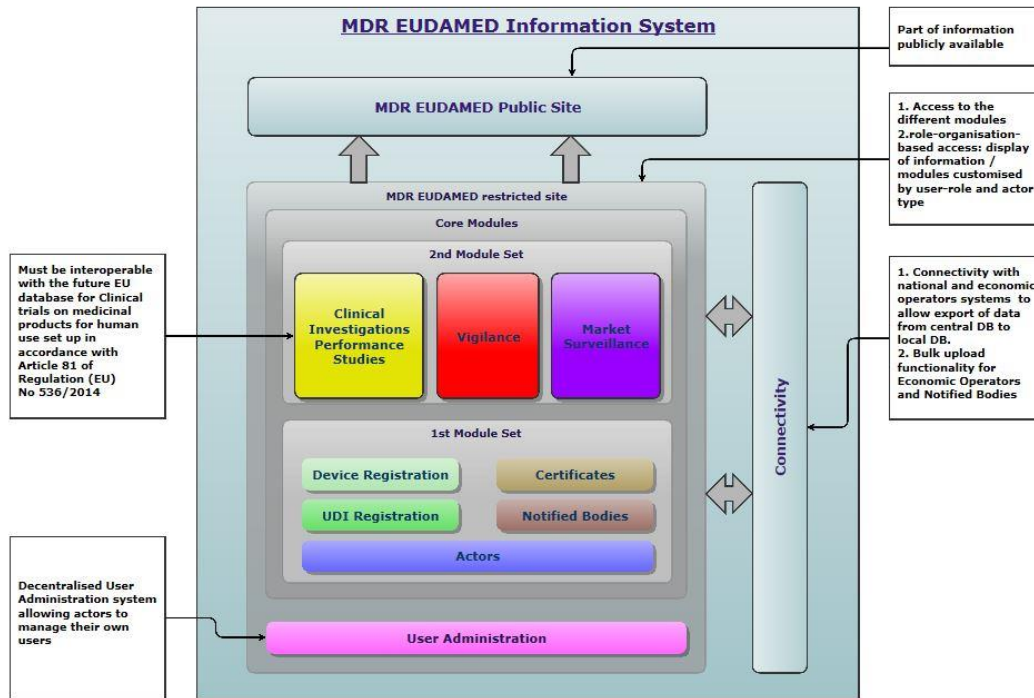 MDR EUDAMED Information System
Part of information
publicly available
MDR EUDAMED Public Site
1. Access to the
different modules
2.role-organisation-
based access: display
of information /
modules customised
by user-role and actor
type
MDR EUDAMED restricted site
Core Modules
2nd Module Set
Must be interoperable
with the future EU
database for Clinical
trials on medicinal
products for human
use set up in
accordance with
Article 81 of
Regulation (EU)
No 536/2014
Clinical
Investigations
Performance
Studies
Vigilance
Market
Surveillance
1. Connectivity with
national and economic
operators systems to
allow export of data
from central DB to
local DB.
2. Bulk upload
functionality for
Economic Operators
and Notified Bodies
Connectivity
1st Module Set
Device Registration
Certificates
UDI Registration
Notified Bodies
Actors
Decentralised User
Administration system
allowing actors to
manage their own
users
User Administration